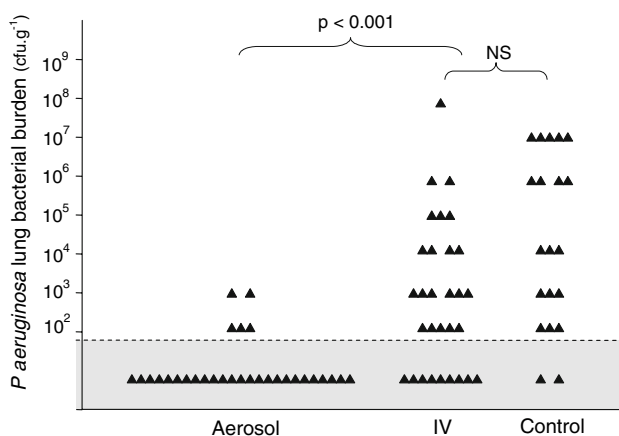 p < 0.001
NS
P aeruginosa lung bacterial burden (cfu.g⁻¹)
10⁹
10⁸
10⁷
10⁶
10⁵
10⁴
10³
10²
Aerosol IV Control